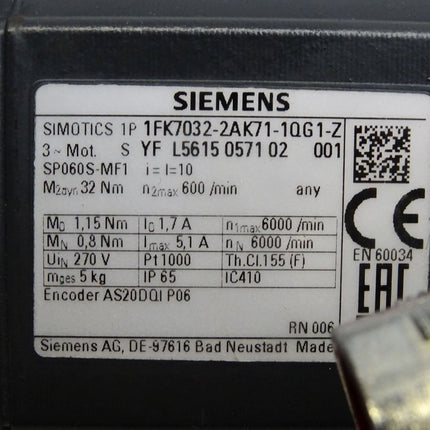 SIEMENS
SIMOTICS 1P 1FK7032-2AK71-1QG1-Z
3 ~ Mot. S YF L5615 0571 02 001
SP060S-MF1 i = I=10
M2dyn. 32 Nm n2max 600 /min any
M0 1,15 Nm I0 1,7 A n1max 6000 /min
MN 0,8 Nm Imax 5,1 A nN 6000 /min
UIN 270 V Pt1000 Th.Cl.155 (F)
mges 5 kg IP 65 IC410
Encoder AS20DQI P06
CE
EN 60034
EAC
RN 006
Siemens AG, DE-97616 Bad Neustadt Made